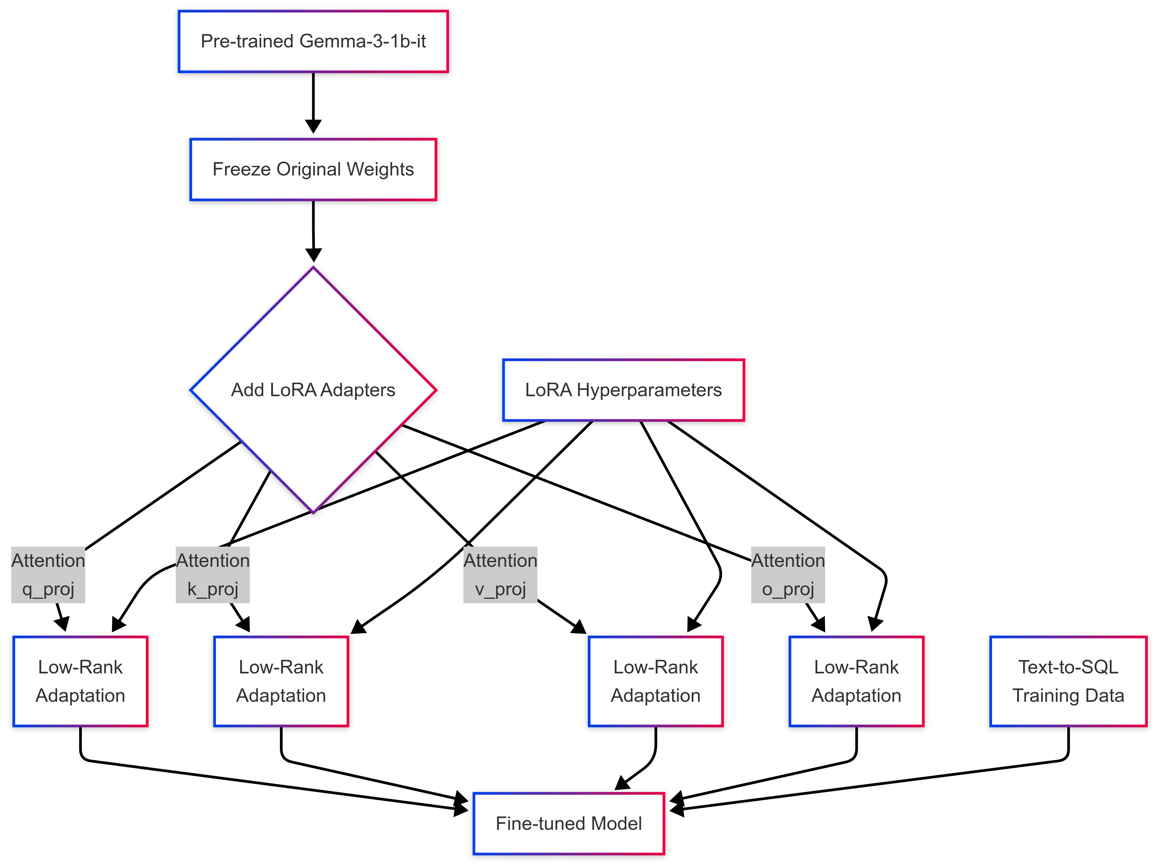 Pre-trained Gemma-3-1b-it
Freeze Original Weights
Add LoRA Adapters
LoRA Hyperparameters
Attention
q_proj
Attention
k_proj
Attention
v_proj
Attention
o_proj
Low-Rank
Adaptation
Low-Rank
Adaptation
Low-Rank
Adaptation
Low-Rank
Adaptation
Text-to-SQL
Training Data
Fine-tuned Model